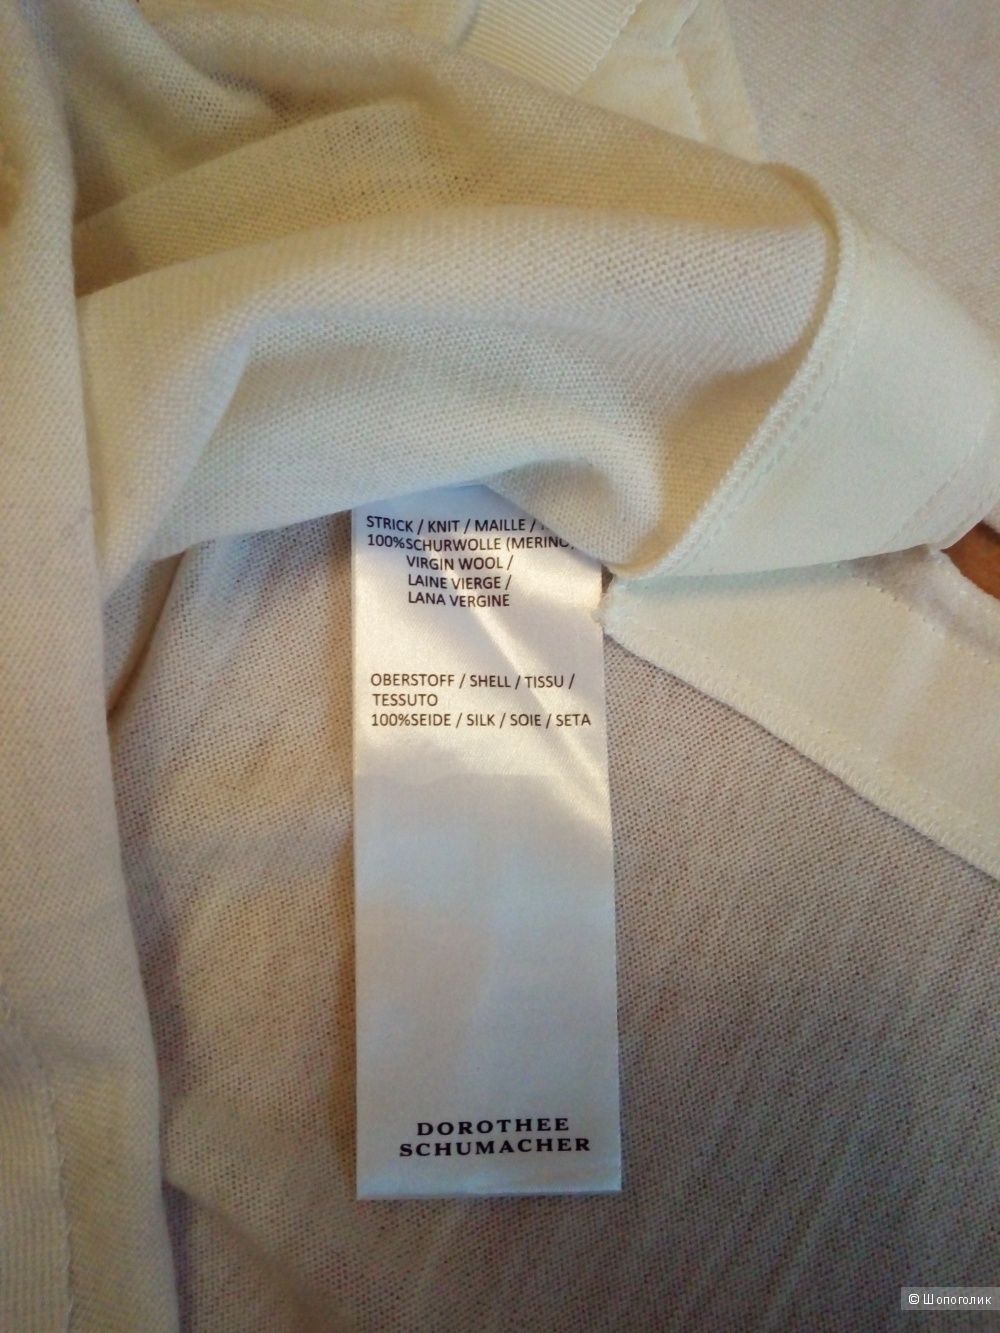 STRICK / KNIT / MAILLE /
100%SCHURWOLLE (MERINO)
VIRGIN WOOL /
LAINE VIERGE /
LANA VERGINE
OBERSTOFF / SHELL / TISSU /
TESSUTO
100%SEIDE / SILK / SOIE / SETA
DOROTHEE
SCHUMACHER
© Шопоголик